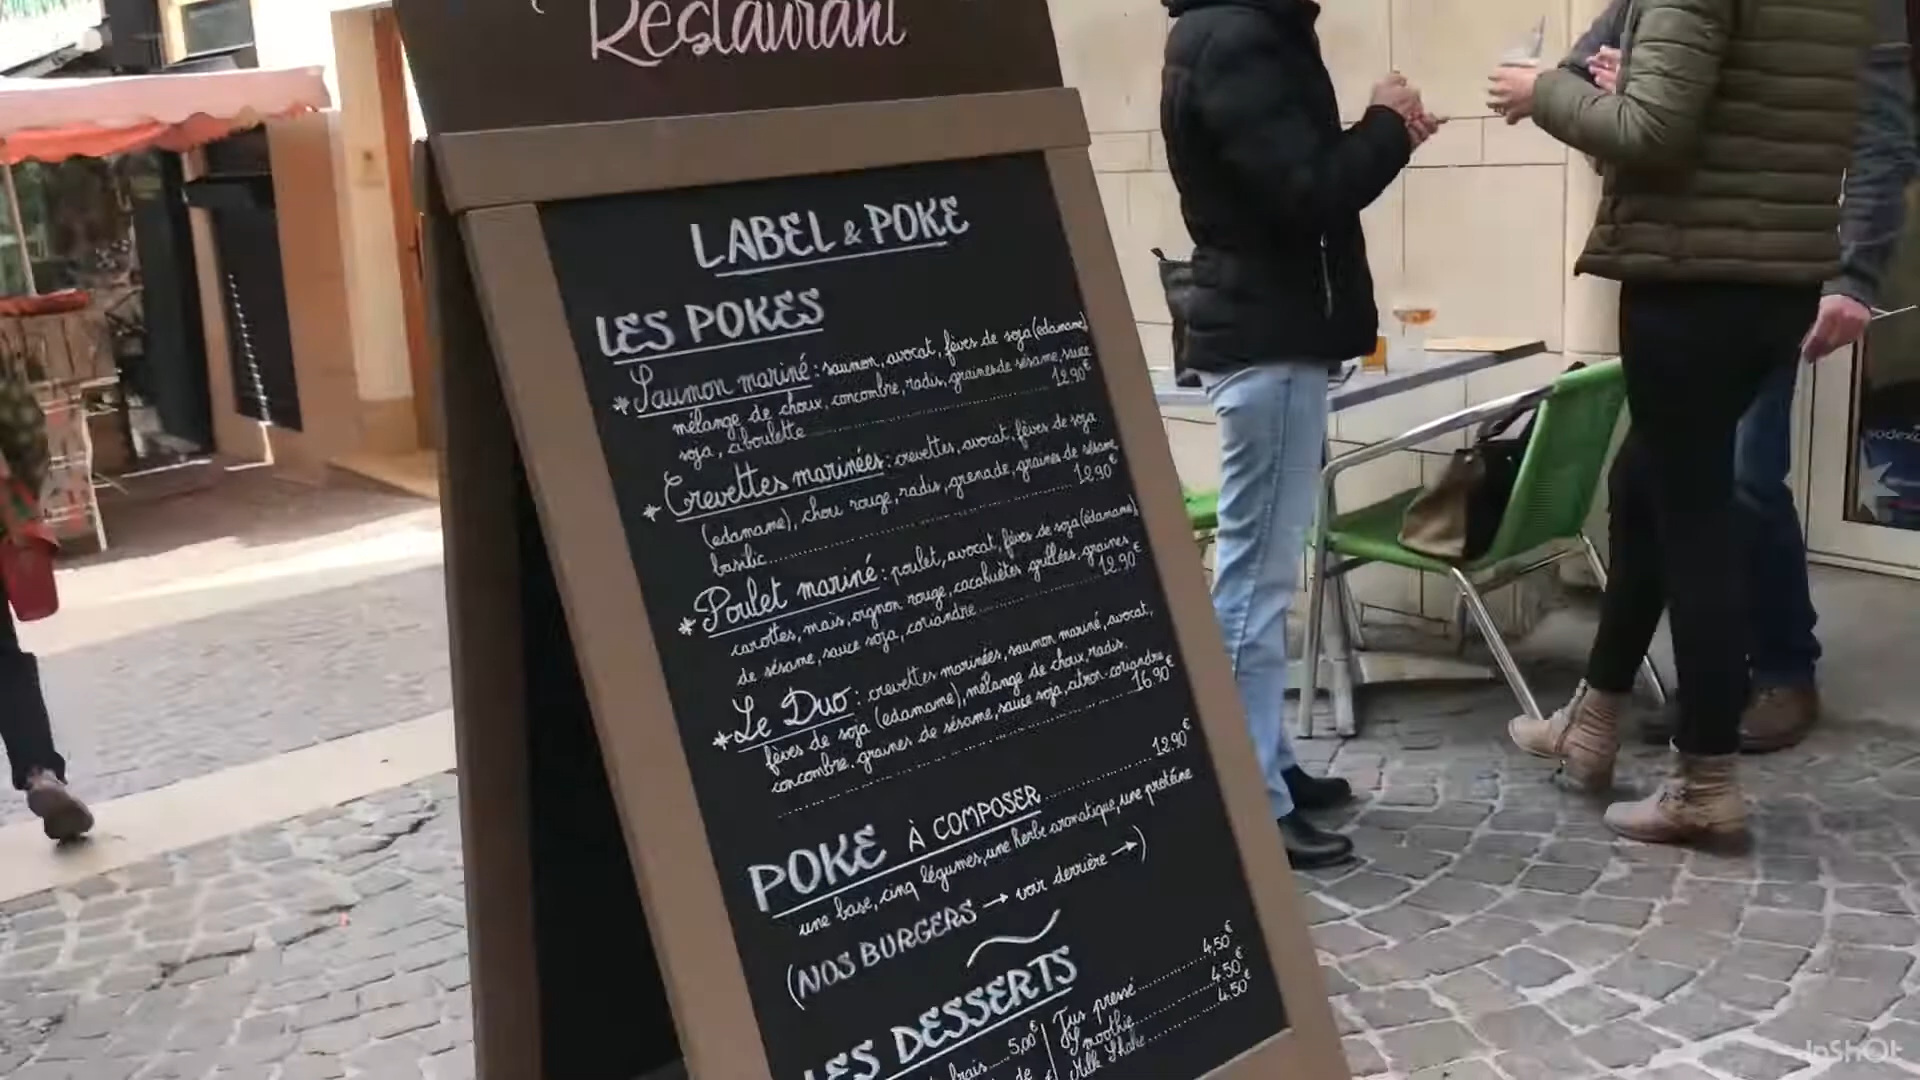 Restaurant
LABEL & POKE
LES POKES
* Saumon mariné : saumon, avocat, fèves de soja (edamame),
mélange de choux, concombre, radis, graines de sésame, sauce
soja, ciboulette 12.90€
* Crevettes marinées : crevettes, avocat, fèves de soja
(edamame), chou rouge, radis, grenade, graines de sésame
basilic 12.90€
* Poulet mariné : poulet, avocat, fèves de soja (edamame),
carottes, maïs, oignon rouge, cacahuètes grillées, graines
de sésame, sauce soja, coriandre 12.90€
* Le Duo : crevettes marinées, saumon mariné, avocat,
fèves de soja (edamame), mélange de choux, radis,
concombre, graines de sésame, sauce soja, citron-coriandre
16.90€
POKE À COMPOSER 12.90€
une base, cinq légumes, une herbe aromatique, une protéine
(NOS BURGERS → voir derrière →)
LES DESSERTS
frais 5,00€
de
Jus pressé 4,50€
Smoothie 4.50€
Milk Shake 4.50€
sodexo
InShOt